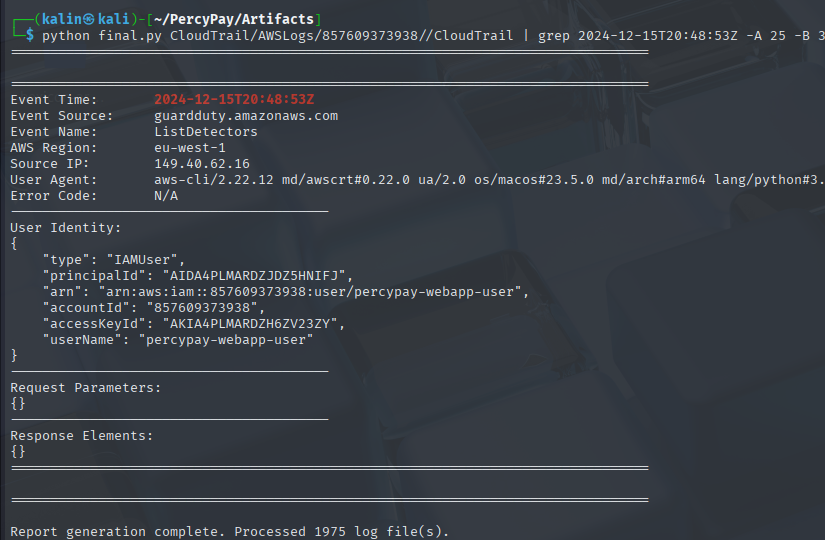 ┌──(kalin㉿kali)-[~/PercyPay/Artifacts]
└─$ python final.py CloudTrail/AWSLogs/857609373938//CloudTrail | grep 2024-12-15T20:48:53Z -A 25 -B 3
================================================================================
================================================================================
Event Time: 2024-12-15T20:48:53Z
Event Source: guardduty.amazonaws.com
Event Name: ListDetectors
AWS Region: eu-west-1
Source IP: 149.40.62.16
User Agent: aws-cli/2.22.12 md/awscrt#0.22.0 ua/2.0 os/macos#23.5.0 md/arch#arm64 lang/python#3.
Error Code: N/A
----------------------------------------
User Identity:
{
    "type": "IAMUser",
    "principalId": "AIDA4PLMARDZJDZ5HNIFJ",
    "arn": "arn:aws:iam::857609373938:user/percypay-webapp-user",
    "accountId": "857609373938",
    "accessKeyId": "AKIA4PLMARDZH6ZV23ZY",
    "userName": "percypay-webapp-user"
}
----------------------------------------
Request Parameters:
{}
----------------------------------------
Response Elements:
{}
================================================================================
================================================================================
Report generation complete. Processed 1975 log file(s).